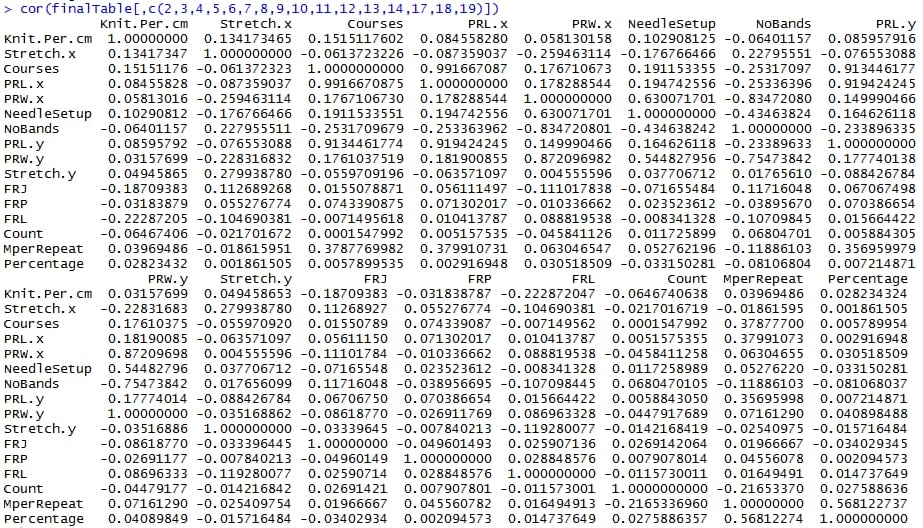 > cor(finalTable[,c(2,3,4,5,6,7,8,9,10,11,12,13,14,17,18,19)])
Knit.Per.cm Stretch.x Courses PRL.x PRW.x NeedleSetup NoBands PRL.y
Knit.Per.cm 1.00000000 0.134173465 0.1515117602 0.084558280 0.058130158 0.102908125 -0.06401157 0.085957916
Stretch.x 0.13417347 1.000000000 -0.0613723226 -0.087359037 -0.259463114 -0.176766466 0.22795551 -0.076553088
Courses 0.15151176 -0.061372323 1.0000000000 0.991667087 0.176710673 0.191153355 -0.25317097 0.913446177
PRL.x 0.08455828 -0.087359037 0.9916670875 1.000000000 0.178288544 0.194742556 -0.25336396 0.919424245
PRW.x 0.05813016 -0.259463114 0.1767106730 0.178288544 1.000000000 0.630071701 -0.83472080 0.149990466
NeedleSetup 0.10290812 -0.176766466 0.1911533551 0.194742556 0.630071701 1.000000000 -0.43463824 0.164626118
NoBands -0.06401157 0.227955511 -0.2531709679 -0.253363962 -0.834720801 -0.434638242 1.00000000 -0.233896335
PRL.y 0.08595792 -0.076553088 0.9134461774 0.919424245 0.149990466 0.164626118 -0.23389633 1.000000000
PRW.y 0.03157699 -0.228316832 0.1761037519 0.181900855 0.872096982 0.544827956 -0.75473842 0.177740138
Stretch.y 0.04945865 0.279938780 -0.0559709196 -0.063571097 0.004555596 0.037706712 0.01765610 -0.088426784
FRJ -0.18709383 0.112689268 0.0155078871 0.056111497 -0.111017838 -0.071655484 0.11716048 0.067067498
FRP -0.03183879 0.055276774 0.0743390875 0.071302017 -0.010336662 0.023523612 -0.03895670 0.070386654
FRL -0.22287205 -0.104690381 -0.0071495618 0.010413787 0.088819538 -0.008341328 -0.10709845 0.015664422
Count -0.06467406 -0.021701672 0.0001547992 0.005157535 -0.045841126 0.011725899 0.06804701 0.005884305
MperRepeat 0.03969486 -0.018615951 0.3787769982 0.379910731 0.063046547 0.052762196 -0.11886103 0.356959979
Percentage 0.02823432 0.001861505 0.0057899535 0.002916948 0.030518509 -0.033150281 -0.08106804 0.007214871
PRW.y Stretch.y FRJ FRP FRL Count MperRepeat Percentage
Knit.Per.cm 0.03157699 0.049458653 -0.18709383 -0.031838787 -0.222872047 -0.0646740638 0.03969486 0.028234324
Stretch.x -0.22831683 0.279938780 0.11268927 0.055276774 -0.104690381 -0.0217016719 -0.01861595 0.001861505
Courses 0.17610375 -0.055970920 0.01550789 0.074339087 -0.007149562 0.0001547992 0.37877700 0.005789954
PRL.x 0.18190085 -0.063571097 0.05611150 0.071302017 0.010413787 0.0051575355 0.37991073 0.002916948
PRW.x 0.87209698 0.004555596 -0.11101784 -0.010336662 0.088819538 -0.0458411258 0.06304655 0.030518509
NeedleSetup 0.54482796 0.037706712 -0.07165548 0.023523612 -0.008341328 0.0117258989 0.05276220 -0.033150281
NoBands -0.75473842 0.017656099 0.11716048 -0.038956695 -0.107098445 0.0680470105 -0.11886103 -0.081068037
PRL.y 0.17774014 -0.088426784 0.06706750 0.070386654 0.015664422 0.0058843050 0.35695998 0.007214871
PRW.y 1.00000000 -0.035168862 -0.08618770 -0.026911769 0.086963328 -0.0447917689 0.07161290 0.040898488
Stretch.y -0.03516886 1.000000000 -0.03339645 -0.007840213 -0.119280077 -0.0142168419 -0.02540975 -0.015716484
FRJ -0.08618770 -0.033396445 1.00000000 -0.049601493 0.025907136 0.0269142064 0.01966667 -0.034029345
FRP -0.02691177 -0.007840213 -0.04960149 1.000000000 0.028848576 0.0079078014 0.04556078 0.002094573
FRL 0.08696333 -0.119280077 0.02590714 0.028848576 1.000000000 -0.0115730011 0.01649491 0.014737649
Count -0.04479177 -0.014216842 0.02691421 0.007907801 -0.011573001 1.0000000000 -0.21653370 0.027588636
MperRepeat 0.07161290 -0.025409754 0.01966667 0.045560782 0.016494913 -0.2165336960 1.00000000 0.568122737
Percentage 0.04089849 -0.015716484 -0.03402934 0.002094573 0.014737649 0.0275886357 0.56812274 1.000000000